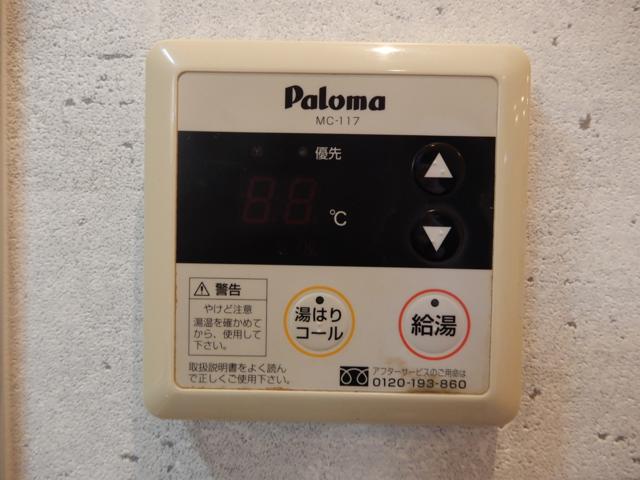 Paloma
MC-117
優先
88
℃
⚠ 警告
やけど注意
湯温を確かめて
から、使用して
下さい。
取扱説明書をよく読ん
で正しくご使用下さい。
湯はり
コール
給湯
アフターサービスのご用命は
0120-193-860